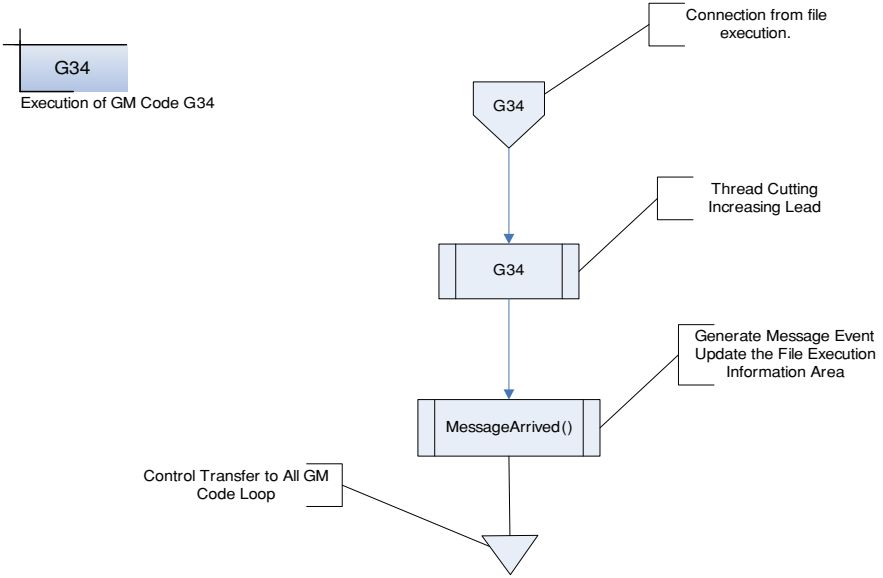 G34
Execution of GM Code G34
Connection from file
execution.
G34
Thread Cutting
Increasing Lead
G34
Generate Message Event
Update the File Execution
Information Area
MessageArrived()
Control Transfer to All GM
Code Loop